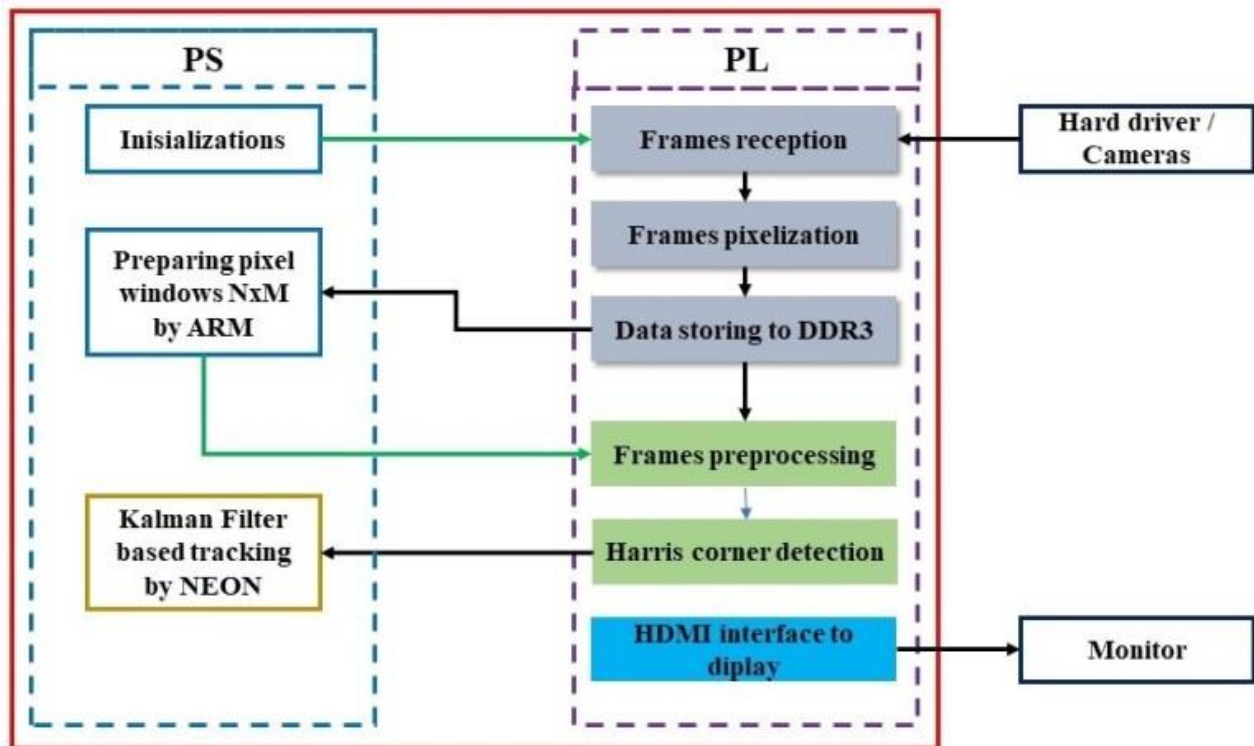 PS
PL
Inisializations
Frames reception
Hard driver /
Cameras
Frames pixelization
Preparing pixel
windows NxM
by ARM
Data storing to DDR3
Frames preprocessing
Kalman Filter
based tracking
by NEON
Harris corner detection
HDMI interface to
diplay
Monitor